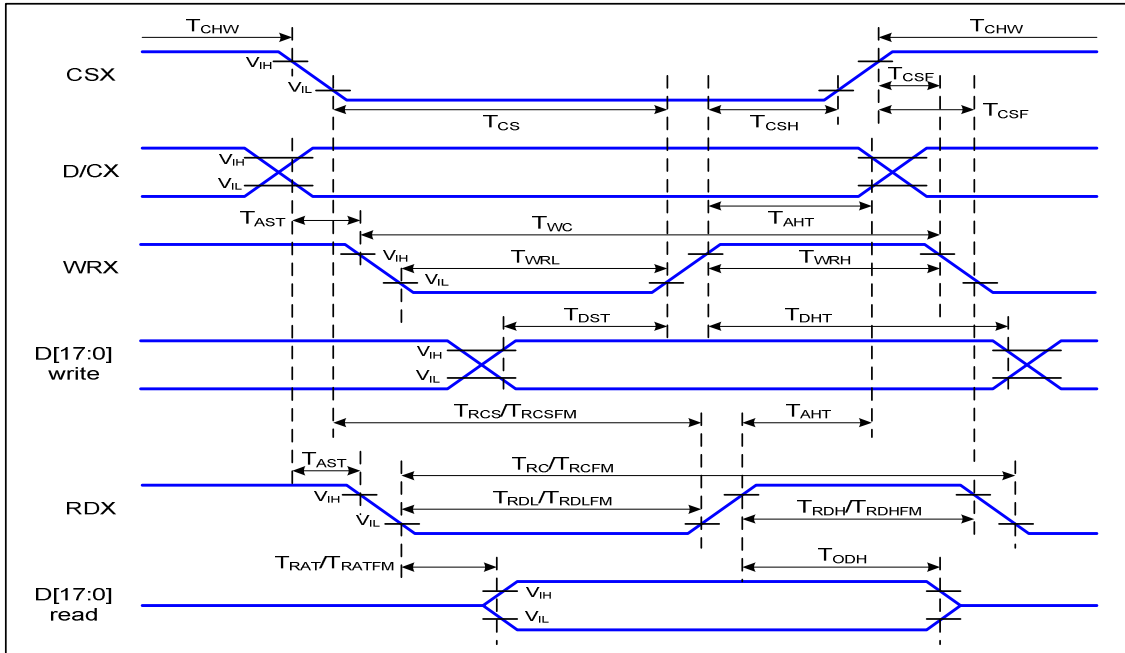 TCHW TCHW
CSX VIH
VIL
TCSF
TCSF
TCS TCSH
D/CX VIH
VIL
TAST TWC TAHT
WRX VIH
VIL
TWRL TWRH
TDST TDHT
D[17:0]
write
VIH
VIL
TRCS/TRCSFM TAHT
TAST TRC/TRCFM
RDX VIH
VIL
TRDL/TRDLFM TRDH/TRDHFM
TRAT/TRATFM TODH
D[17:0]
read
VIH
VIL